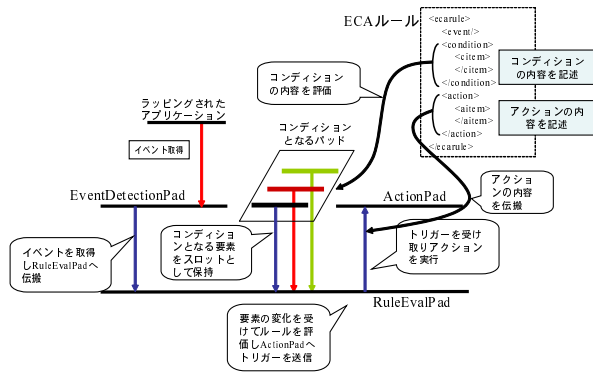 ECAルール
<ecarule>
<event/>
<condition>
<citem>
</citem>
</condition>
<action>
<aitem>
</aitem>
</action>
</ecarule>
コンディション
の内容を記述
アクションの内
容を記述
コンディション
の内容を評価
ラッピングされた
アプリケーション
イベント取得
コンディション
となるパッド
EventDetectionPad
ActionPad
アクショ
ンの内容
を伝搬
イベントを取得
しRuleEvalPadへ
伝搬
コンディショ
ンとなる要素
をスロットと
して保持
トリガーを受け
取りアクション
を実行
RuleEvalPad
要素の変化を受
けてルールを評
価しActionPadへ
トリガーを送信